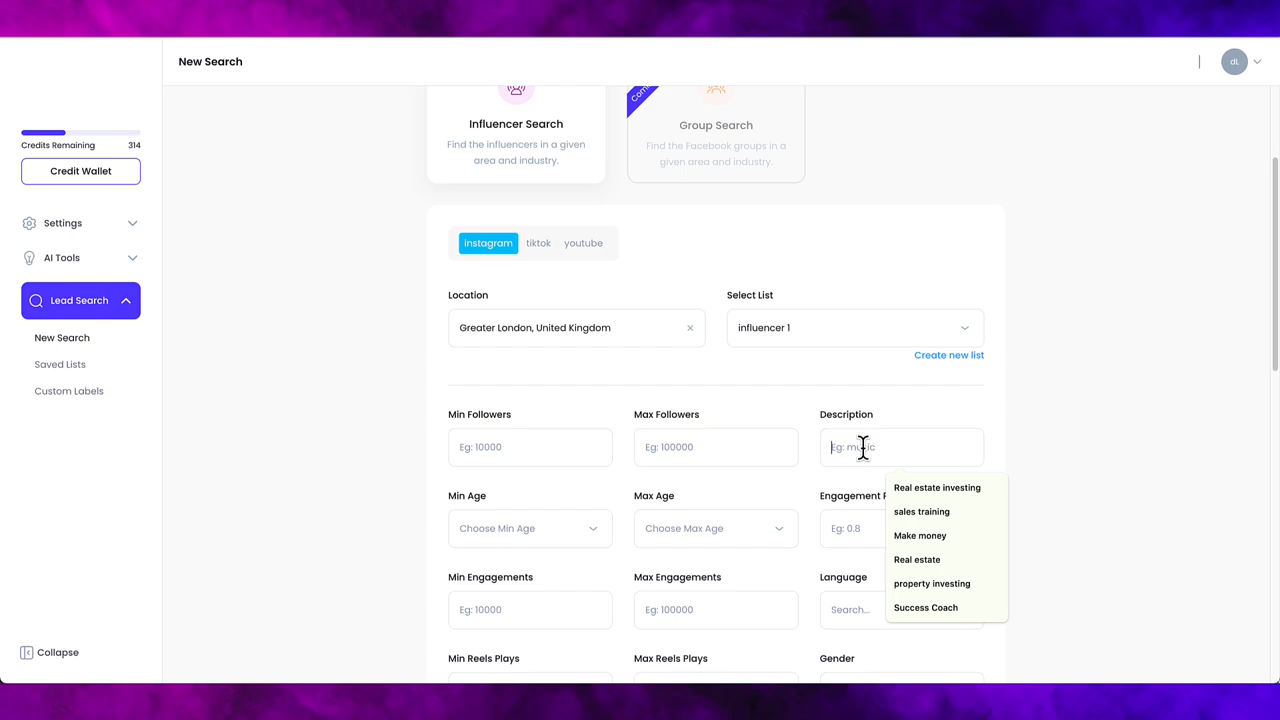 New Search
dL
Credits Remaining 314
Credit Wallet
Settings
AI Tools
Lead Search
New Search
Saved Lists
Custom Labels
Collapse
Influencer Search
Find the influencers in a given
area and industry.
Group Search
Find the Facebook groups in a
given area and industry.
instagram tiktok youtube
Location
Select List
Greater London, United Kingdom
influencer 1
Create new list
Min Followers
Max Followers
Description
Eg: 10000
Eg: 100000
Eg: music
Min Age
Max Age
Choose Min Age
Choose Max Age
Eg: 0.8
Real estate investing
sales training
Make money
Real estate
property investing
Success Coach
Min Engagements
Max Engagements
Language
Eg: 10000
Eg: 100000
Search...
Min Reels Plays
Max Reels Plays
Gender